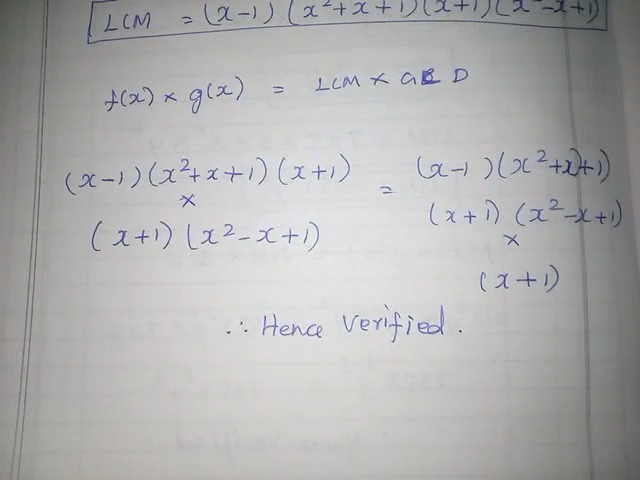 LCM = (x-1) (x²+x+1)(x+1)(x²-x+1)
f(x) × g(x) = LCM × GCD
(x-1)(x²+x+1)(x+1) = (x-1)(x²+x+1)
× (x+1)(x²-x+1)
(x+1)(x²-x+1) ×
(x+1)
∴ Hence Verified.